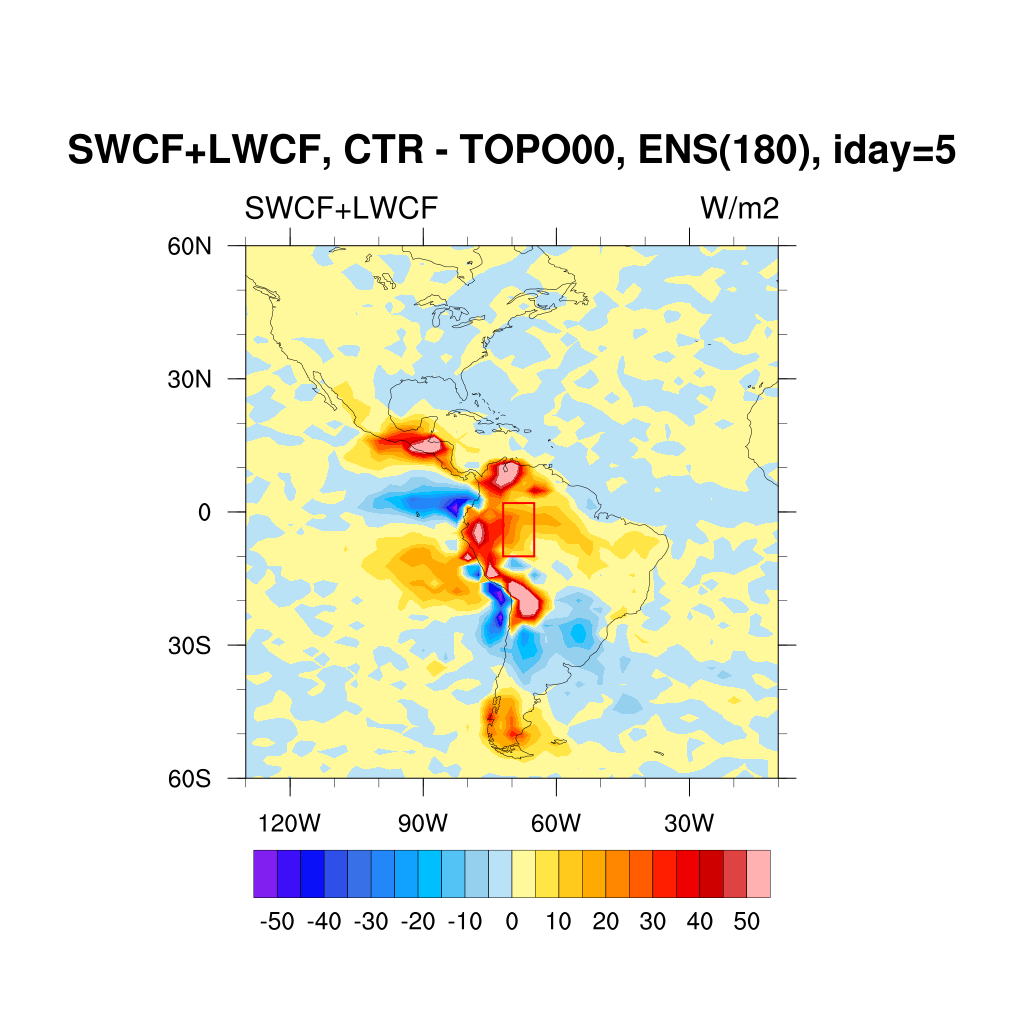 SWCF+LWCF, CTR - TOPO00, ENS(180), iday=5
SWCF+LWCF W/m2
60N
30N
0
30S
60S
120W 90W 60W 30W
-50 -40 -30 -20 -10 0 10 20 30 40 50